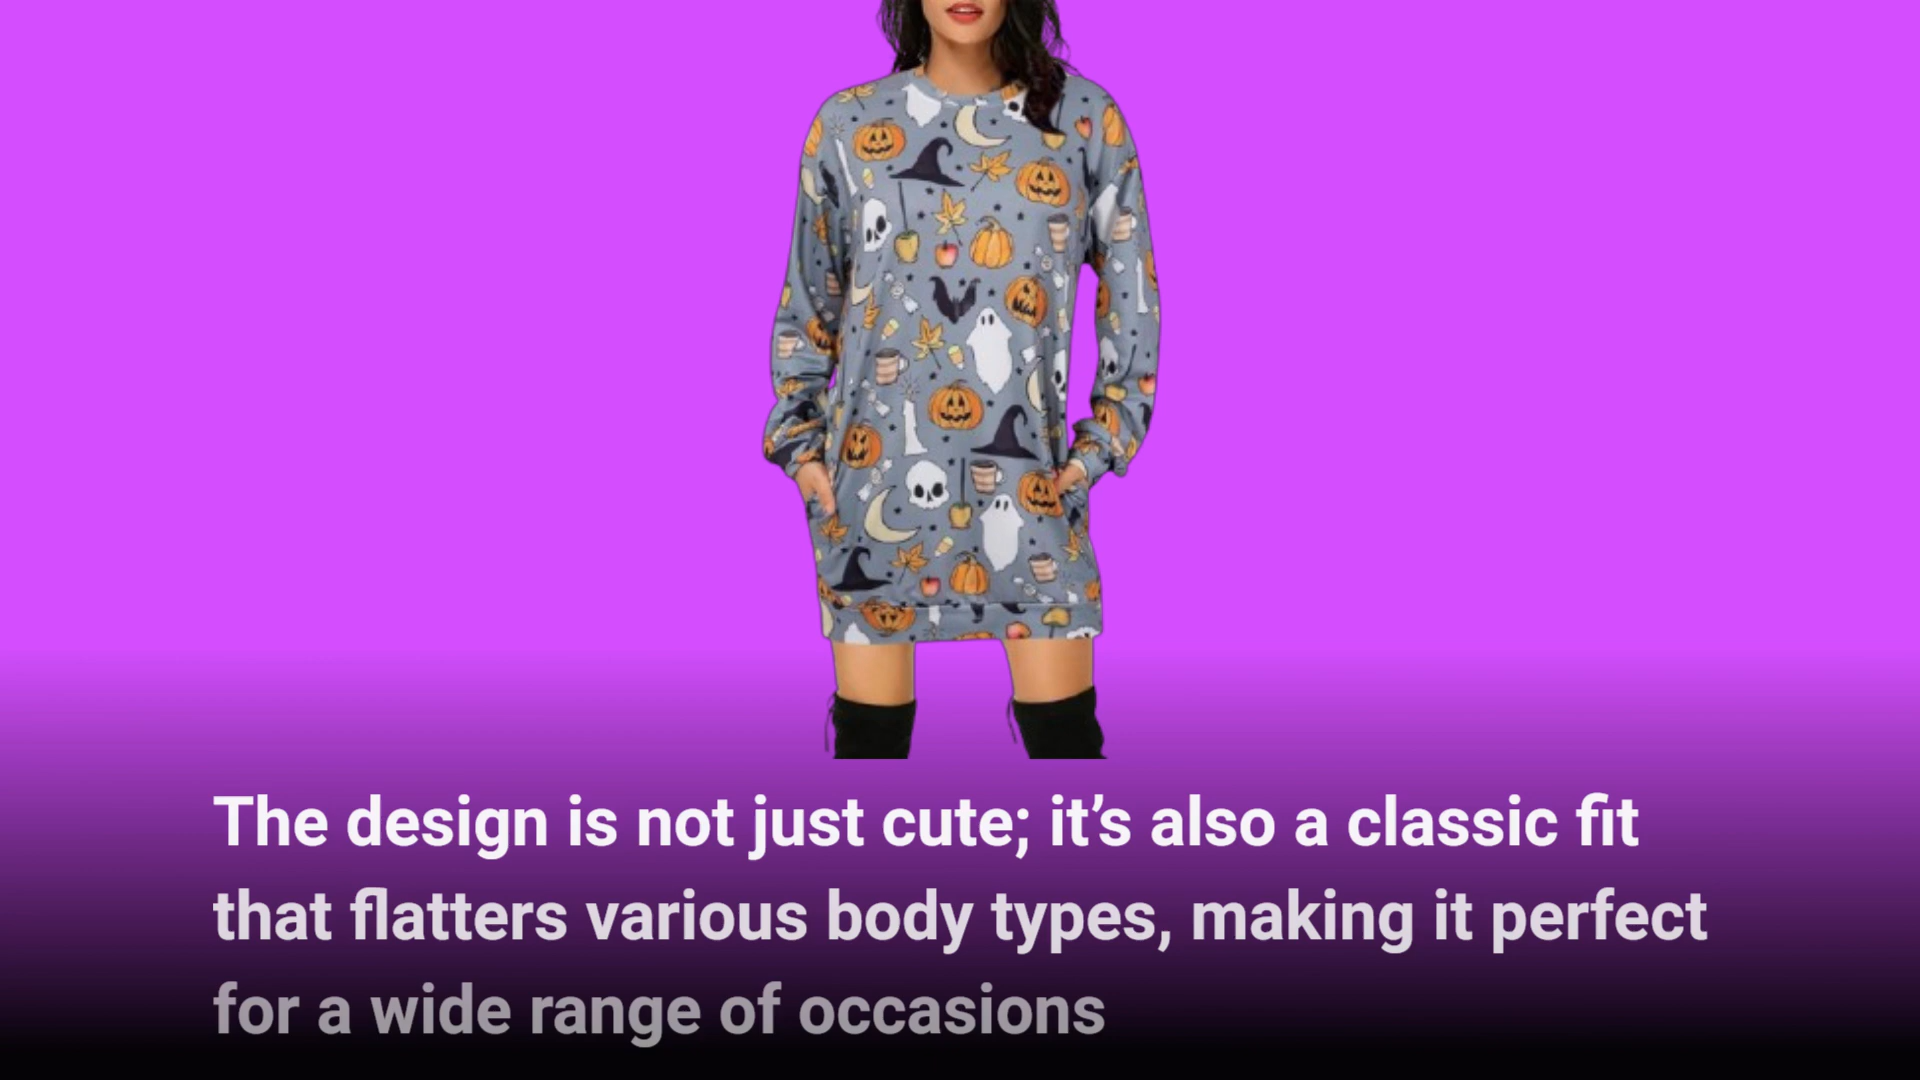 The design is not just cute; it’s also a classic fit
that flatters various body types, making it perfect
for a wide range of occasions